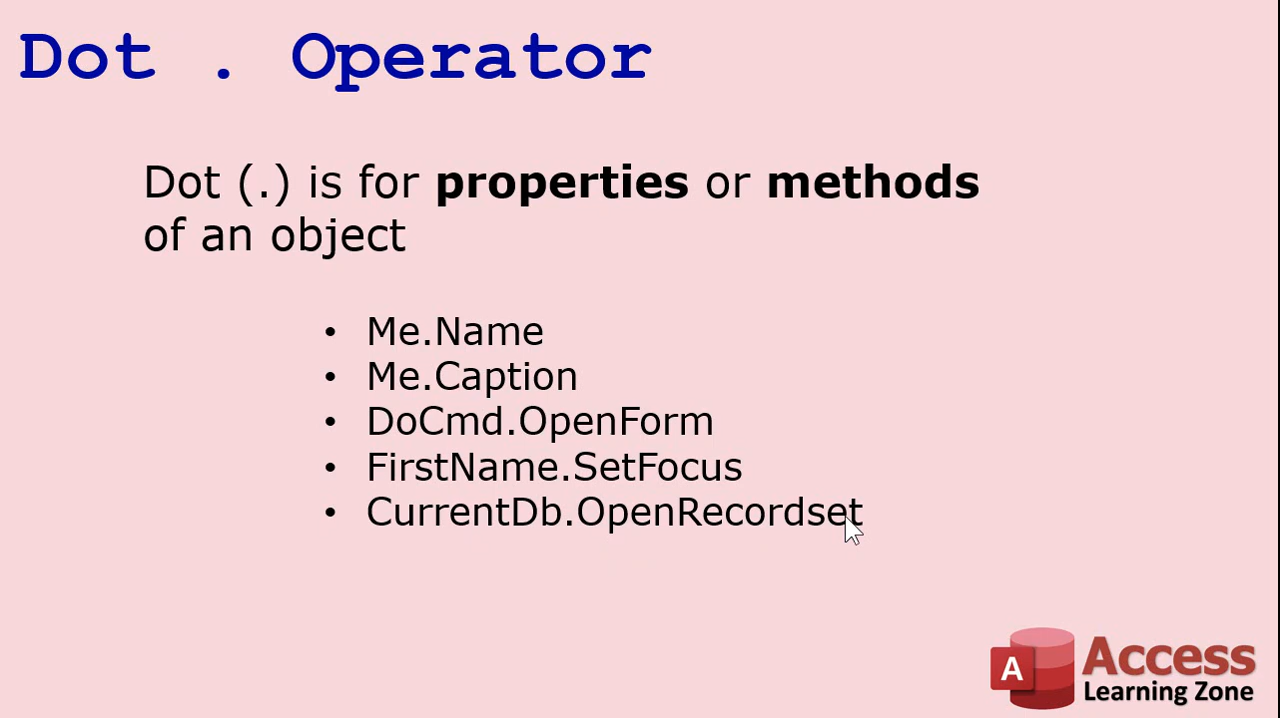 Dot . Operator
Dot (.) is for properties or methods
of an object
• Me.Name
• Me.Caption
• DoCmd.OpenForm
• FirstName.SetFocus
• CurrentDb.OpenRecordset
A
Access
Learning Zone